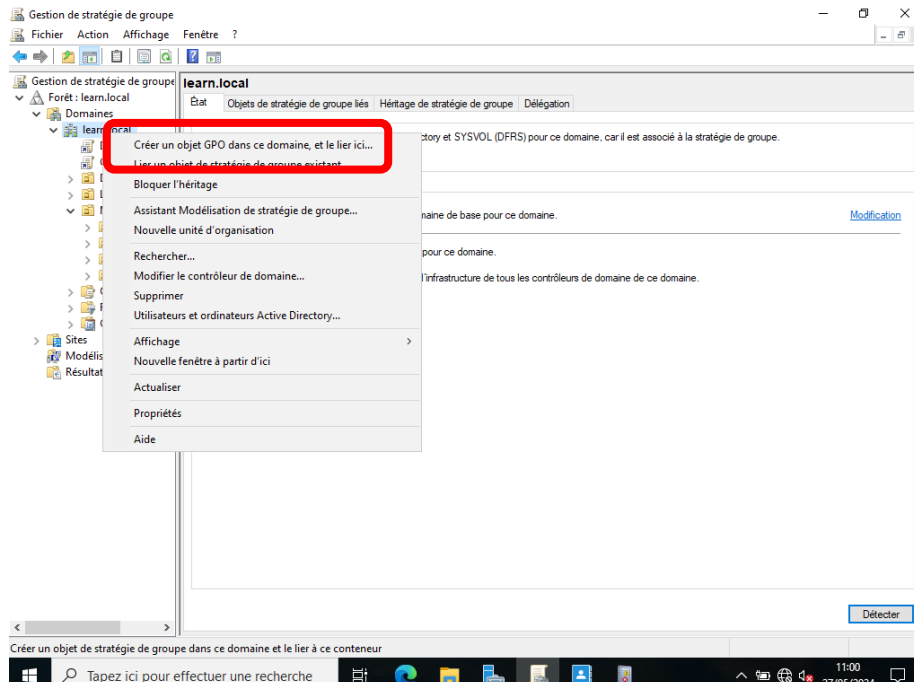 Gestion de stratégie de groupe
Fichier Action Affichage Fenêtre ?
Gestion de stratégie de groupe
Forêt : learn.local
Domaines
learn.local
Sites
learn.local
État Objets de stratégie de groupe liés Héritage de stratégie de groupe Délégation
ctory et SYSVOL (DFRS) pour ce domaine, car il est associé à la stratégie de groupe.
naine de base pour ce domaine.
Modification
pour ce domaine.
l'infrastructure de tous les contrôleurs de domaine de ce domaine.
Créer un objet GPO dans ce domaine, et le lier ici...
Lier un objet de stratégie de groupe existant
Bloquer l'héritage
Assistant Modélisation de stratégie de groupe...
Nouvelle unité d'organisation
Rechercher...
Modifier le contrôleur de domaine...
Supprimer
Utilisateurs et ordinateurs Active Directory...
Affichage
Nouvelle fenêtre à partir d'ici
Actualiser
Propriétés
Aide
Modélis
Résultat
Détecter
Créer un objet de stratégie de groupe dans ce domaine et le lier à ce conteneur
Tapez ici pour effectuer une recherche
11:00
27/05/2024